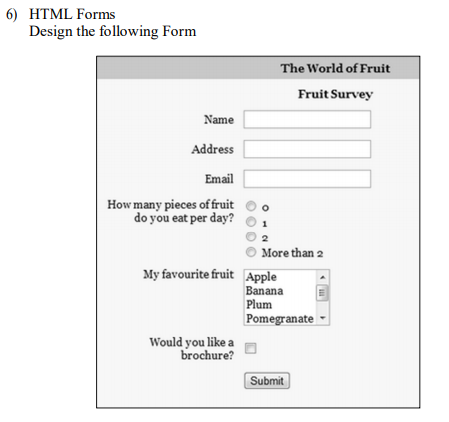 6) HTML Forms
Design the following Form
The World of Fruit
Fruit Survey
Name
Address
Email
How many pieces of fruit
do you eat per day?
0
1
2
More than 2
My favourite fruit
Apple
Banana
Plum
Pomegranate
Would you like a
brochure?
Submit